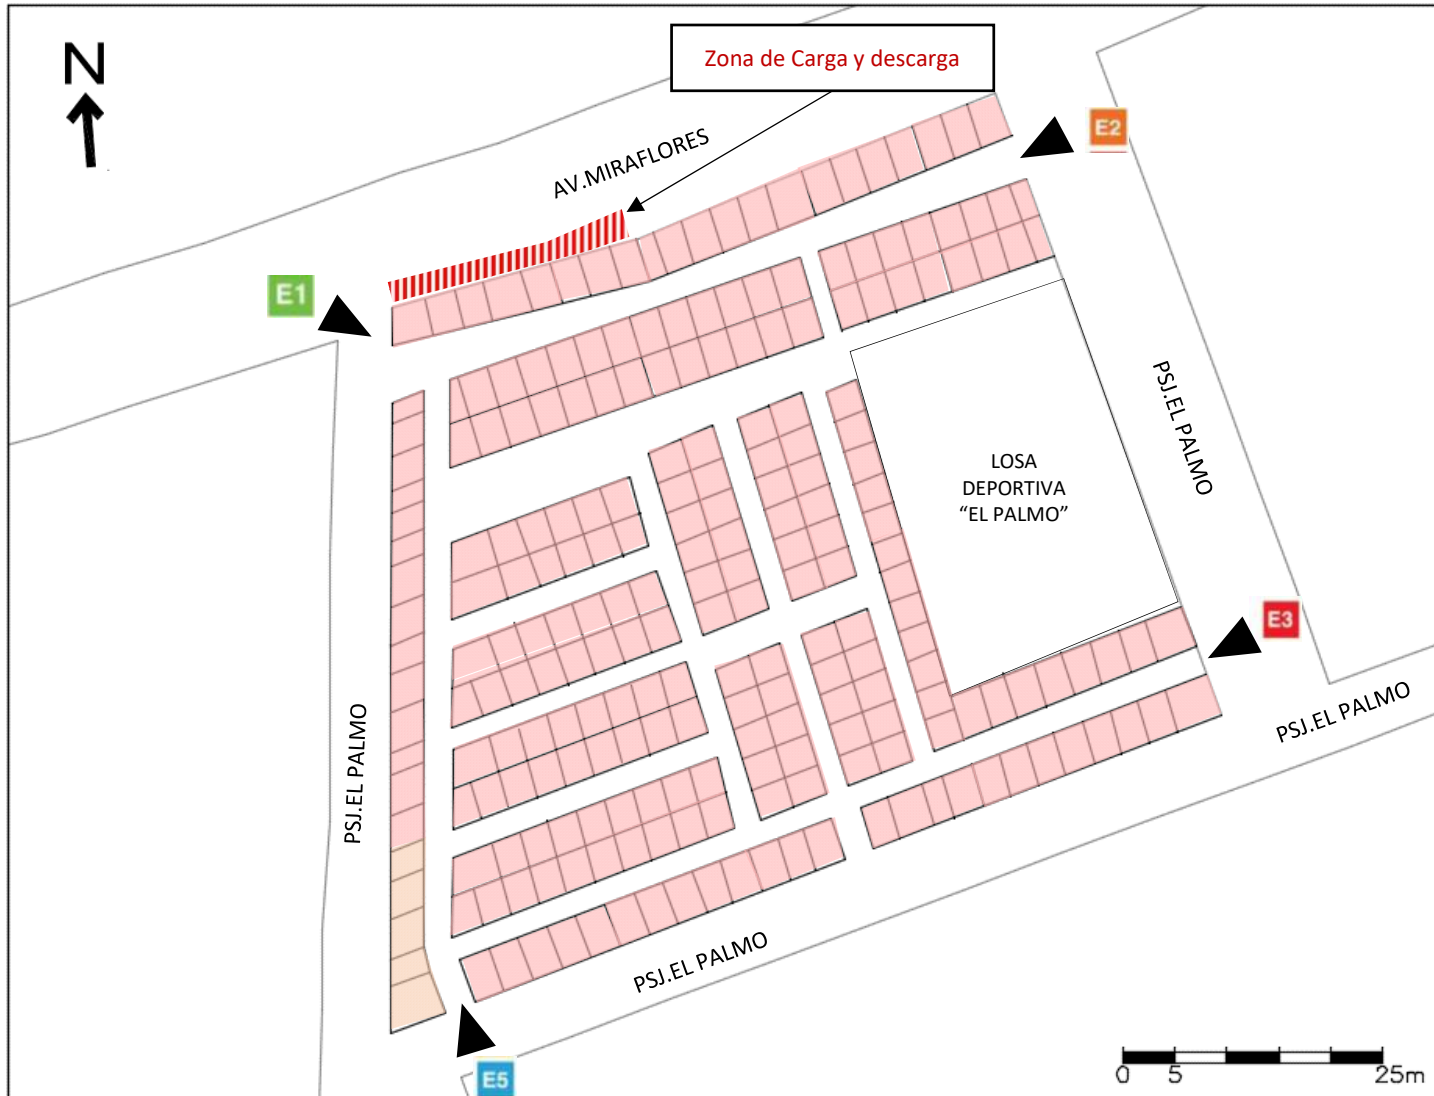 N
Zona de Carga y descarga
E2
AV.MIRAFLORES
E1
PSJ.EL PALMO
LOSA
DEPORTIVA
“EL PALMO”
E3
PSJ.EL PALMO
PSJ.EL PALMO
PSJ.EL PALMO
E5
0 5 25m